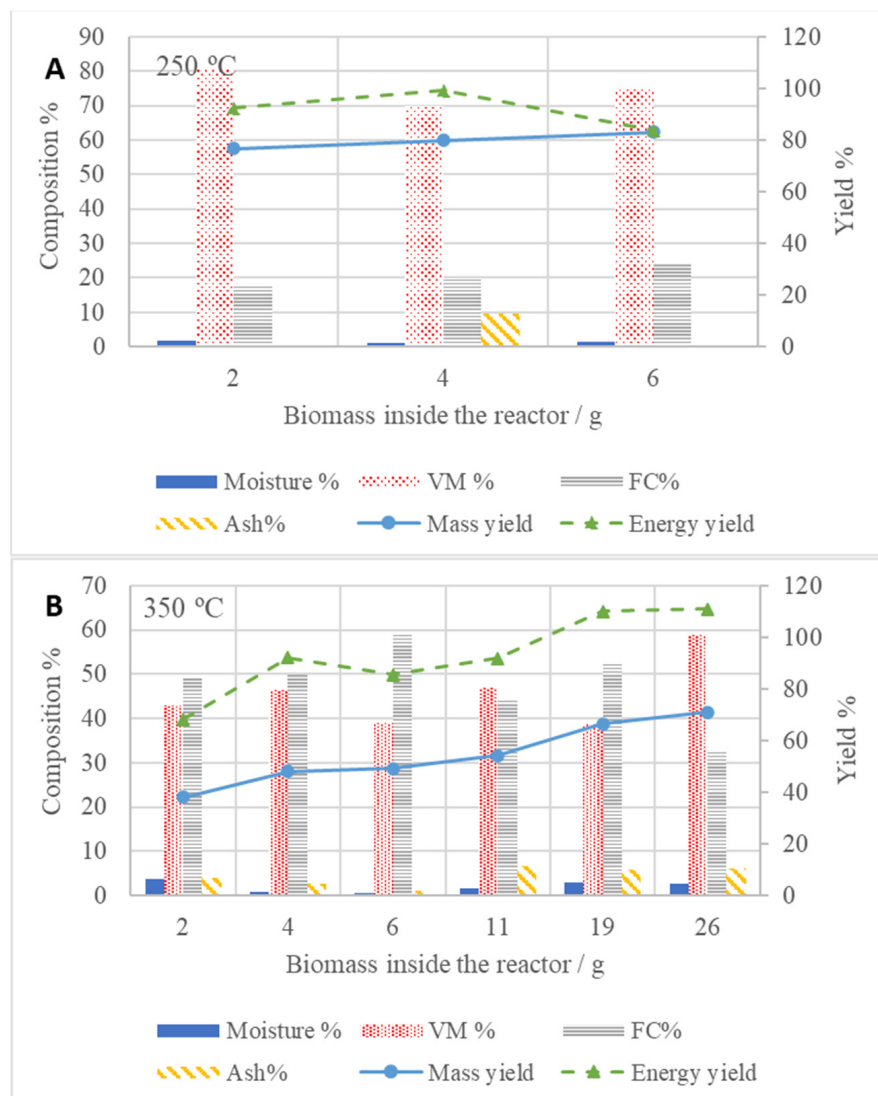 A
250 ºC
Composition %
90
80
70
60
50
40
30
20
10
0
Yield %
120
100
80
60
40
20
0
2 4 6
Biomass inside the reactor / g
Moisture % VM % FC%
Ash% Mass yield Energy yield
B
350 ºC
Composition %
70
60
50
40
30
20
10
0
Yield %
120
100
80
60
40
20
0
2 4 6 11 19 26
Biomass inside the reactor / g
Moisture % VM % FC%
Ash% Mass yield Energy yield